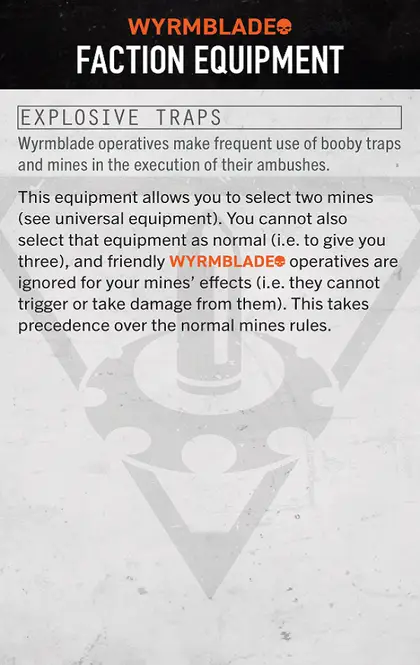 WYRMBLADE
FACTION EQUIPMENT
EXPLOSIVE TRAPS
Wyrmblade operatives make frequent use of booby traps
and mines in the execution of their ambushes.
This equipment allows you to select two mines
(see universal equipment). You cannot also
select that equipment as normal (i.e. to give you
three), and friendly WYRMBLADE operatives are
ignored for your mines’ effects (i.e. they cannot
trigger or take damage from them). This takes
precedence over the normal mines rules.